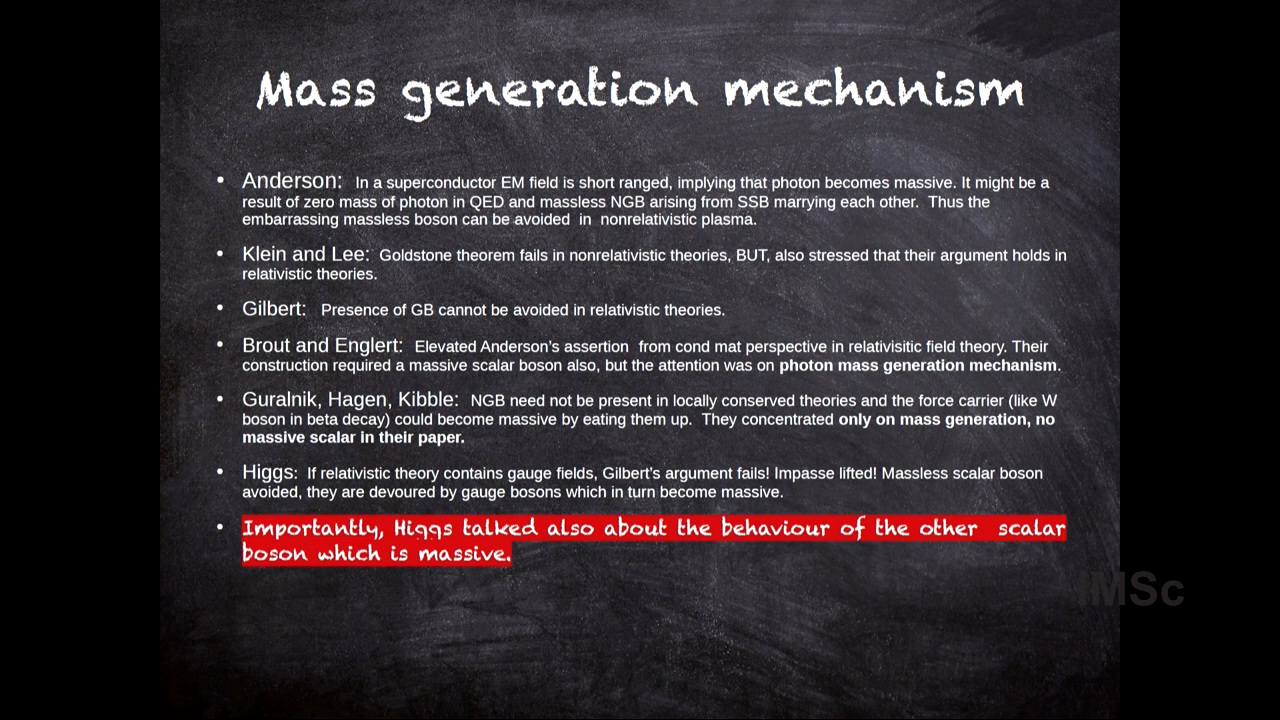 Mass generation mechanism
• Anderson: In a superconductor EM field is short ranged, implying that photon becomes massive. It might be a
result of zero mass of photon in QED and massless NGB arising from SSB marrying each other. Thus the
embarrassing massless boson can be avoided in nonrelativistic plasma.
• Klein and Lee: Goldstone theorem fails in nonrelativistic theories, BUT, also stressed that their argument holds in
relativistic theories.
• Gilbert: Presence of GB cannot be avoided in relativistic theories.
• Brout and Englert: Elevated Anderson's assertion from cond mat perspective in relativisitic field theory. Their
construction required a massive scalar boson also, but the attention was on photon mass generation mechanism.
• Guralnik, Hagen, Kibble: NGB need not be present in locally conserved theories and the force carrier (like W
boson in beta decay) could become massive by eating them up. They concentrated only on mass generation, no
massive scalar in their paper.
• Higgs: If relativistic theory contains gauge fields, Gilbert's argument fails! Impasse lifted! Massless scalar boson
avoided, they are devoured by gauge bosons which in turn become massive.
• Importantly, Higgs talked also about the behaviour of the other scalar
boson which is massive.
IMSc